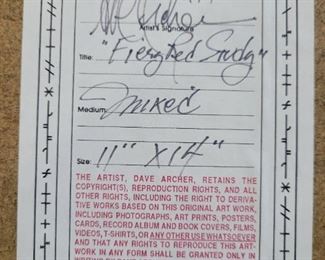 Artist's Signature
Title: "
Medium: Mixed
Size: 11" x 14"
THE ARTIST, DAVE ARCHER, RETAINS THE
COPYRIGHT(S), REPRODUCTION RIGHTS, AND ALL
OTHER RIGHTS, INCLUDING THE RIGHT TO DERIVA-
TIVE WORKS BASED ON THIS ORIGINAL ART WORK,
INCLUDING PHOTOGRAPHS, ART PRINTS, POSTERS,
CARDS, RECORD ALBUM AND BOOK COVERS, FILMS,
VIDEOS, T-SHIRTS, OR ANY OTHER USE WHATSOEVER
AND THAT ANY RIGHTS TO REPRODUCE THIS ART-
WORK IN ANY FORM SHALL BE GRANTED ONLY IN